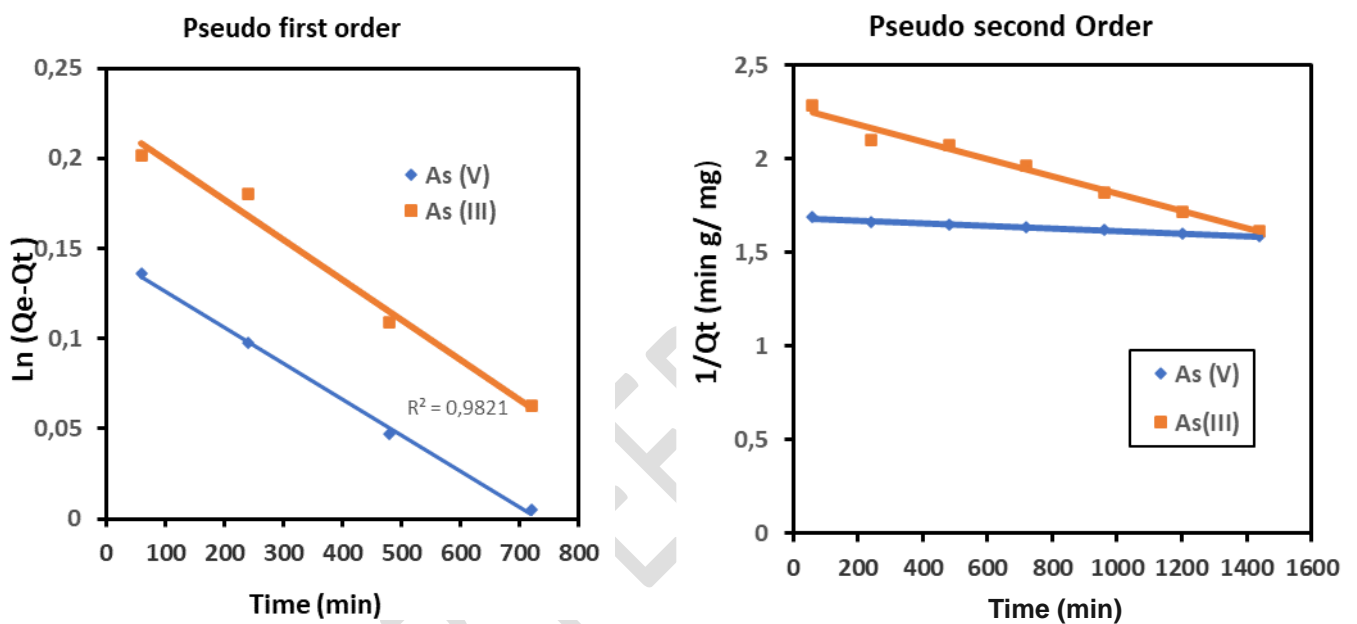 Pseudo first order
0,25
0,2
0,15
0,1
0,05
0
Ln (Qe-Qt)
As (V)
As (III)
R² = 0,9821
0 100 200 300 400 500 600 700 800
Time (min)
Pseudo second Order
2,5
2
1,5
1
0,5
0
1/Qt (min g/ mg)
As (V)
As(III)
0 200 400 600 800 1000 1200 1400 1600
Time (min)